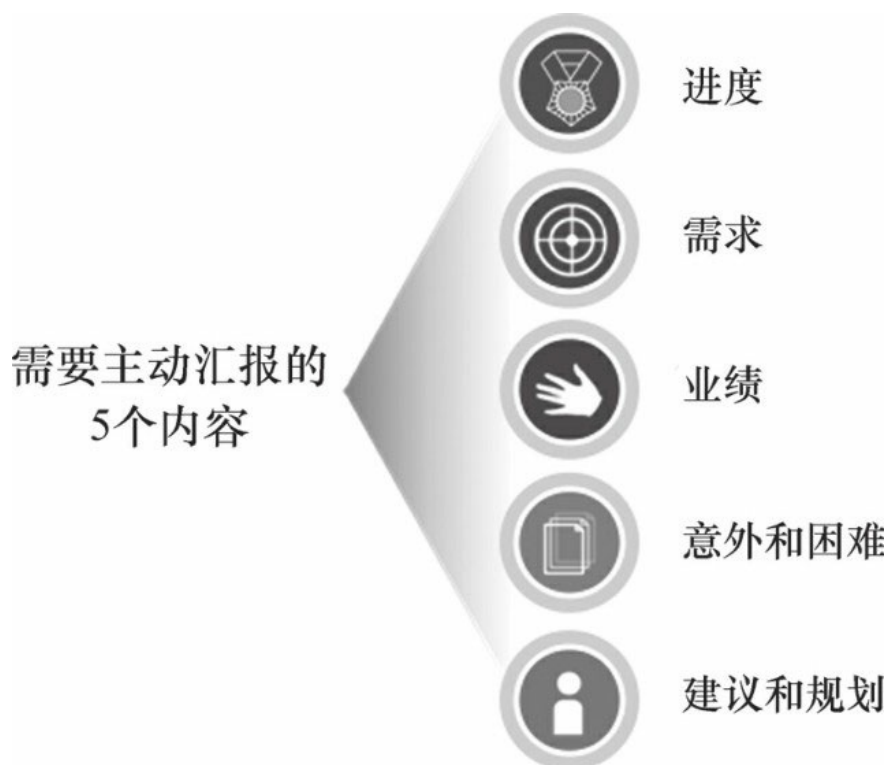 需要主动汇报的
5个内容
进度
需求
业绩
意外和困难
建议和规划